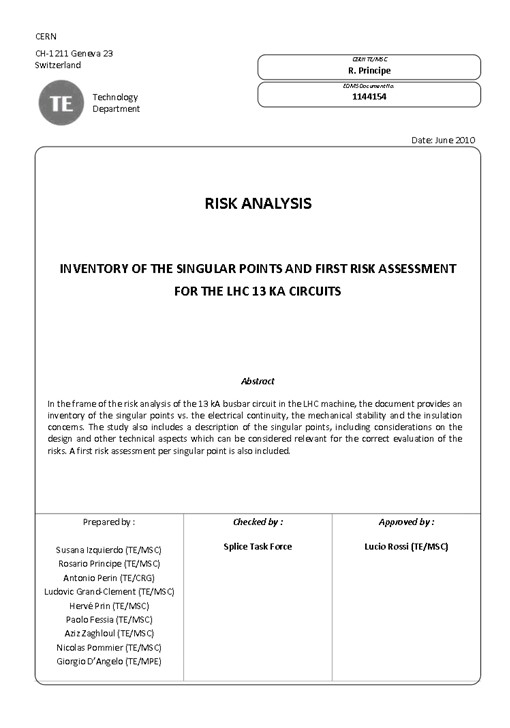 CERN
CH-1211 Geneva 23
Switzerland
CERN TE/MSC
R. Principe
EDMS Document No.
1144154
TE
Technology
Department
Date: June 2010
RISK ANALYSIS
INVENTORY OF THE SINGULAR POINTS AND FIRST RISK ASSESSMENT
FOR THE LHC 13 KA CIRCUITS
Abstract
In the frame of the risk analysis of the 13 kA busbar circuit in the LHC machine, the document provides an
inventory of the singular points vs. the electrical continuity, the mechanical stability and the insulation
concerns. The study also includes a description of the singular points, including considerations on the
design and other technical aspects which can be considered relevant for the correct evaluation of the
risks. A first risk assessment per singular point is also included.
Prepared by :
Susana Izquierdo (TE/MSC)
Rosario Principe (TE/MSC)
Antonio Perin (TE/CRG)
Ludovic Grand-Clement (TE/MSC)
Hervé Prin (TE/MSC)
Paolo Fessia (TE/MSC)
Aziz Zaghloul (TE/MSC)
Nicolas Pommier (TE/MSC)
Giorgio D'Angelo (TE/MPE)
Checked by :
Splice Task Force
Approved by :
Lucio Rossi (TE/MSC)